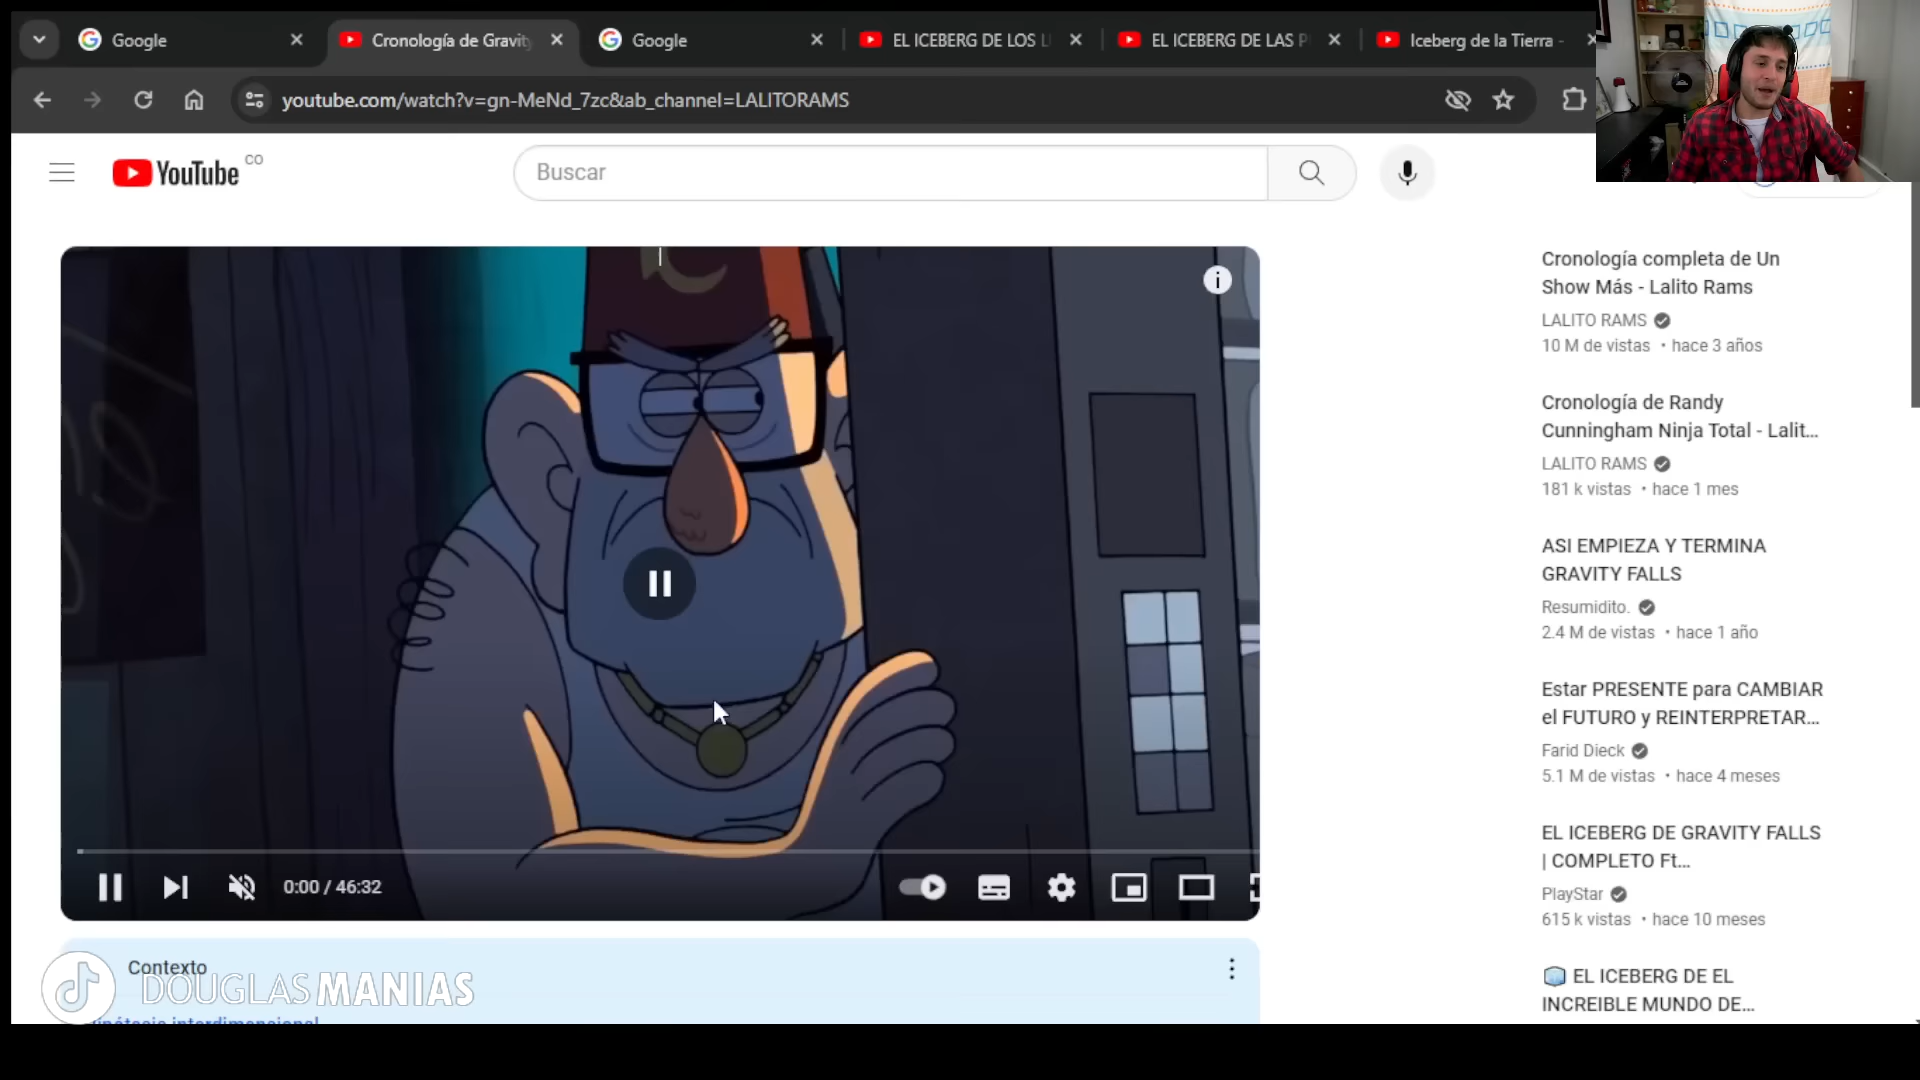 Google
Cronología de Gravit
Google
EL ICEBERG DE LOS L
EL ICEBERG DE LAS P
Iceberg de la Tierra -
youtube.com/watch?v=gn-MeNd_7zc&ab_channel=LALITORAMS
YouTube CO
Buscar
Cronología completa de Un
Show Más - Lalito Rams
LALITO RAMS
10 M de vistas • hace 3 años
Cronología de Randy
Cunningham Ninja Total - Lalit...
LALITO RAMS
181 k vistas • hace 1 mes
ASI EMPIEZA Y TERMINA
GRAVITY FALLS
Resumidito.
2.4 M de vistas • hace 1 año
Estar PRESENTE para CAMBIAR
el FUTURO y REINTERPRETAR...
Farid Dieck
5.1 M de vistas • hace 4 meses
EL ICEBERG DE GRAVITY FALLS
| COMPLETO Ft...
PlayStar
615 k vistas • hace 10 meses
EL ICEBERG DE EL
INCREIBLE MUNDO DE...
0:00 / 46:32
Contexto
DOUGLAS MANIAS
interdimensional